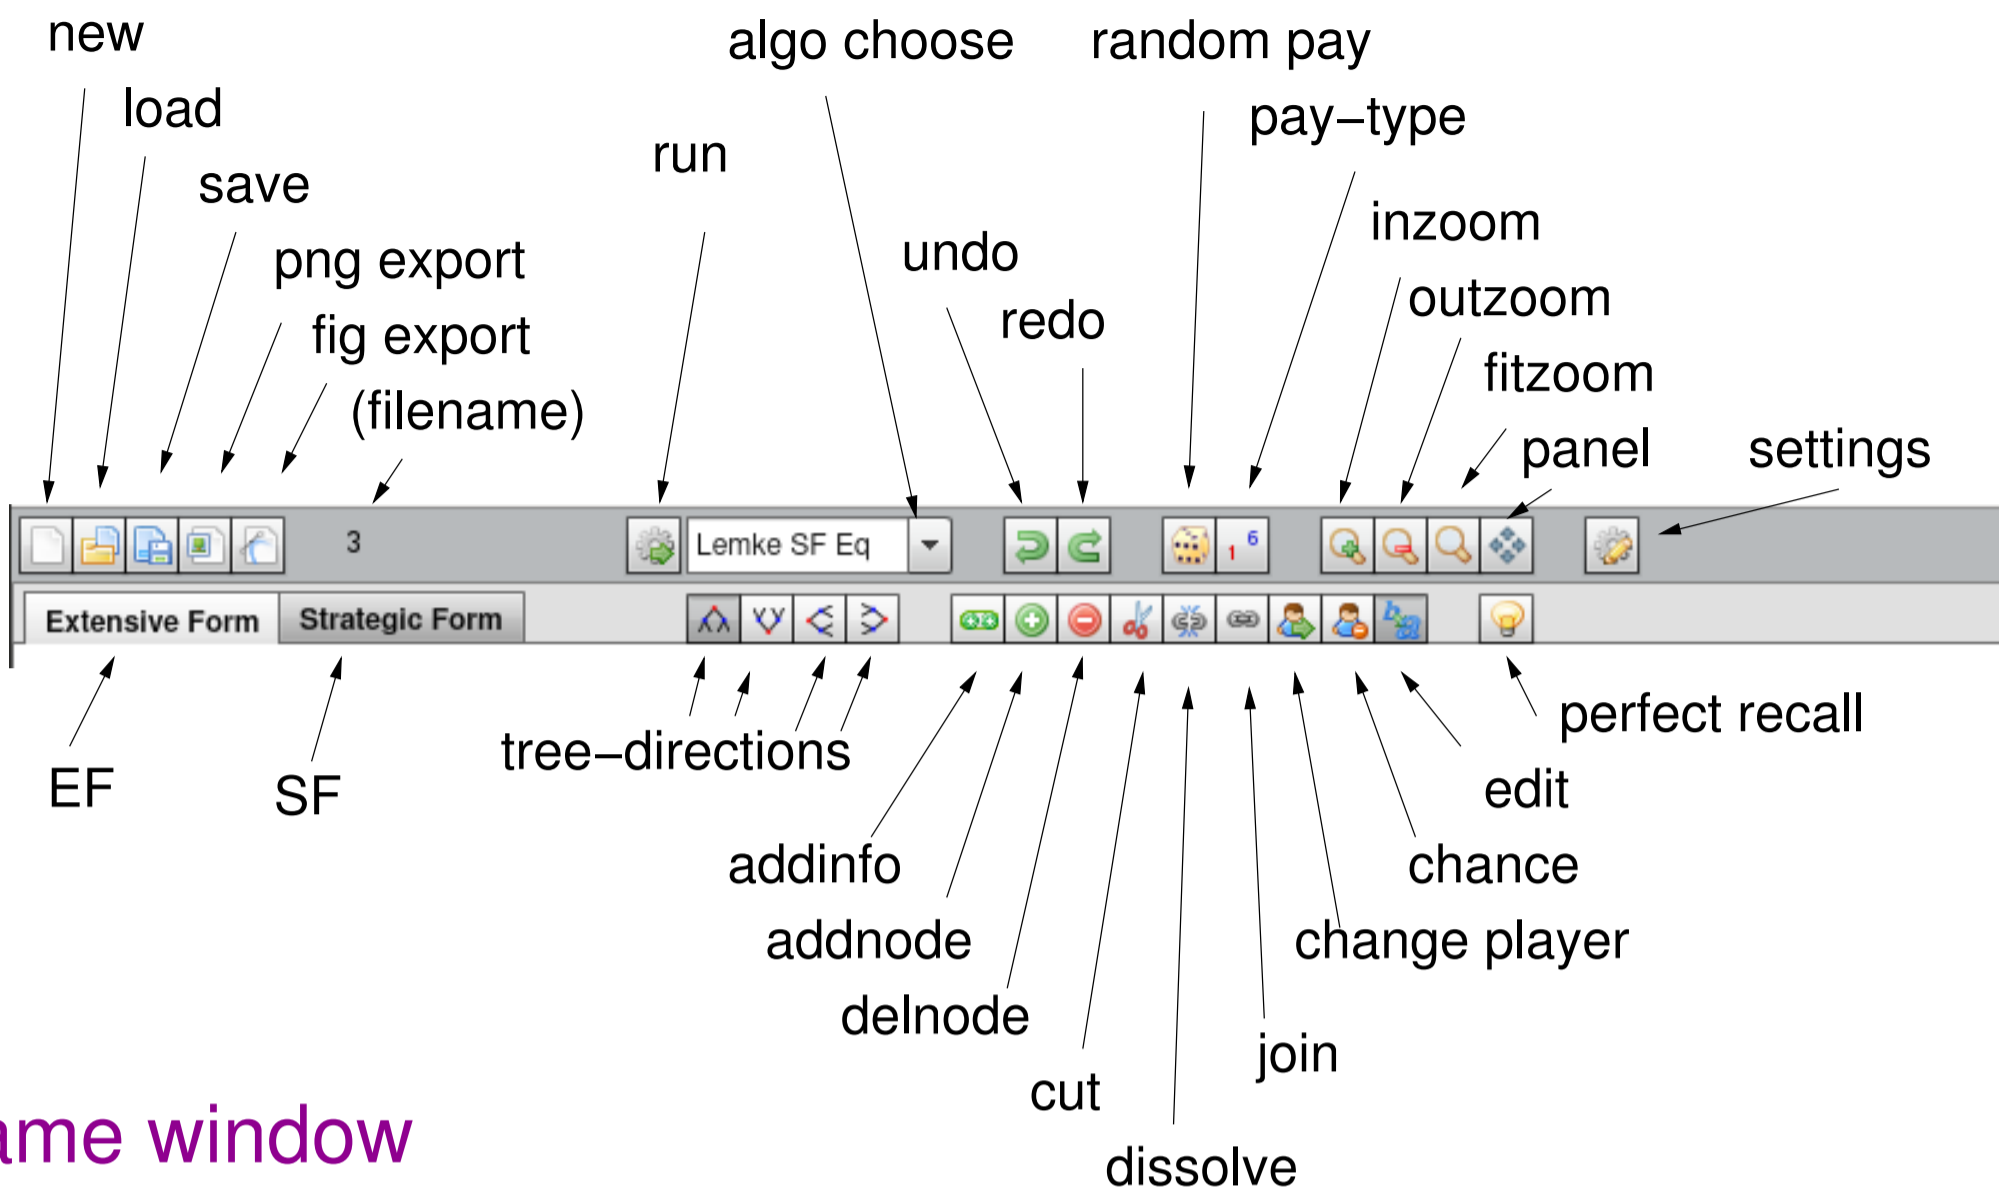 new
algo choose
random pay
load
pay–type
run
save
inzoom
undo
png export
outzoom
redo
fig export
fitzoom
(filename)
panel
settings
3
Lemke SF Eq
1 6
Extensive Form
Strategic Form
b a
perfect recall
tree–directions
EF
SF
edit
addinfo
chance
addnode
change player
delnode
join
cut
ame window
dissolve